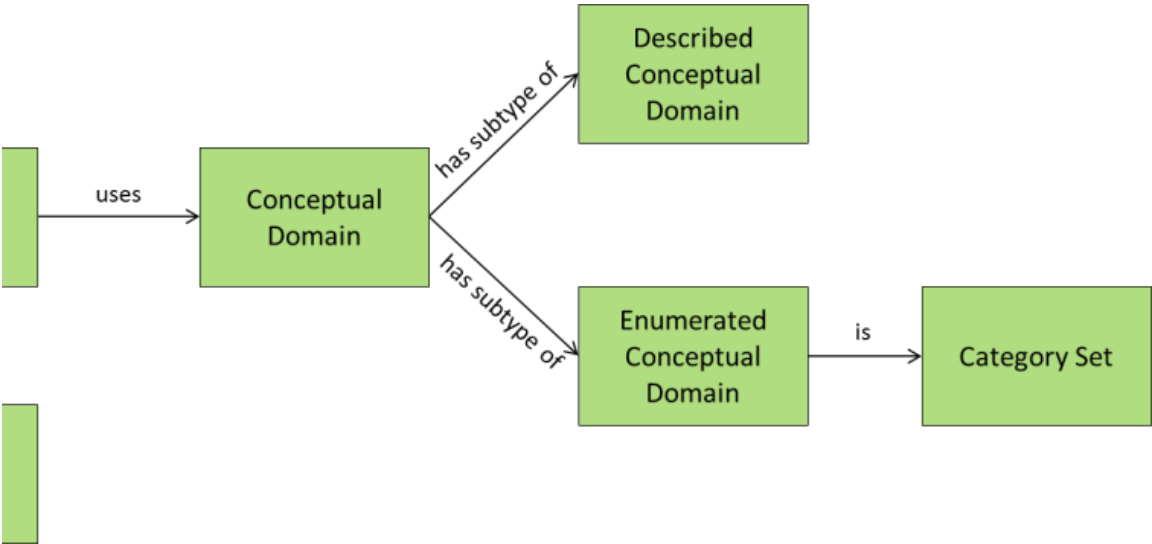 Described
Conceptual
Domain
has subtype of
uses
Conceptual
Domain
has subtype of
Enumerated
Conceptual
Domain
is
Category Set